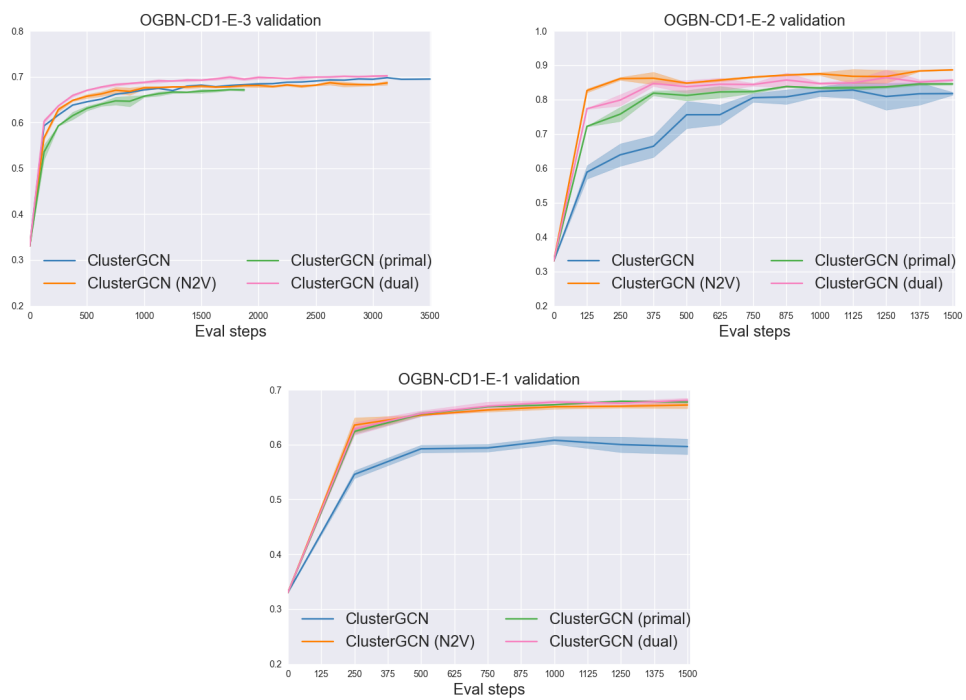 OGBN-CD1-E-3 validation
0.8
0.7
0.6
0.5
0.4
0.3
0.2
ClusterGCN
ClusterGCN (primal)
ClusterGCN (N2V)
ClusterGCN (dual)
0 500 1000 1500 2000 2500 3000 3500
Eval steps
OGBN-CD1-E-2 validation
1.0
0.9
0.8
0.7
0.6
0.5
0.4
0.3
0.2
ClusterGCN
ClusterGCN (primal)
ClusterGCN (N2V)
ClusterGCN (dual)
0 125 250 375 500 625 750 875 1000 1125 1250 1375 1500
Eval steps
OGBN-CD1-E-1 validation
0.7
0.6
0.5
0.4
0.3
0.2
ClusterGCN
ClusterGCN (primal)
ClusterGCN (N2V)
ClusterGCN (dual)
0 125 250 375 500 625 750 875 1000 1125 1250 1375 1500
Eval steps